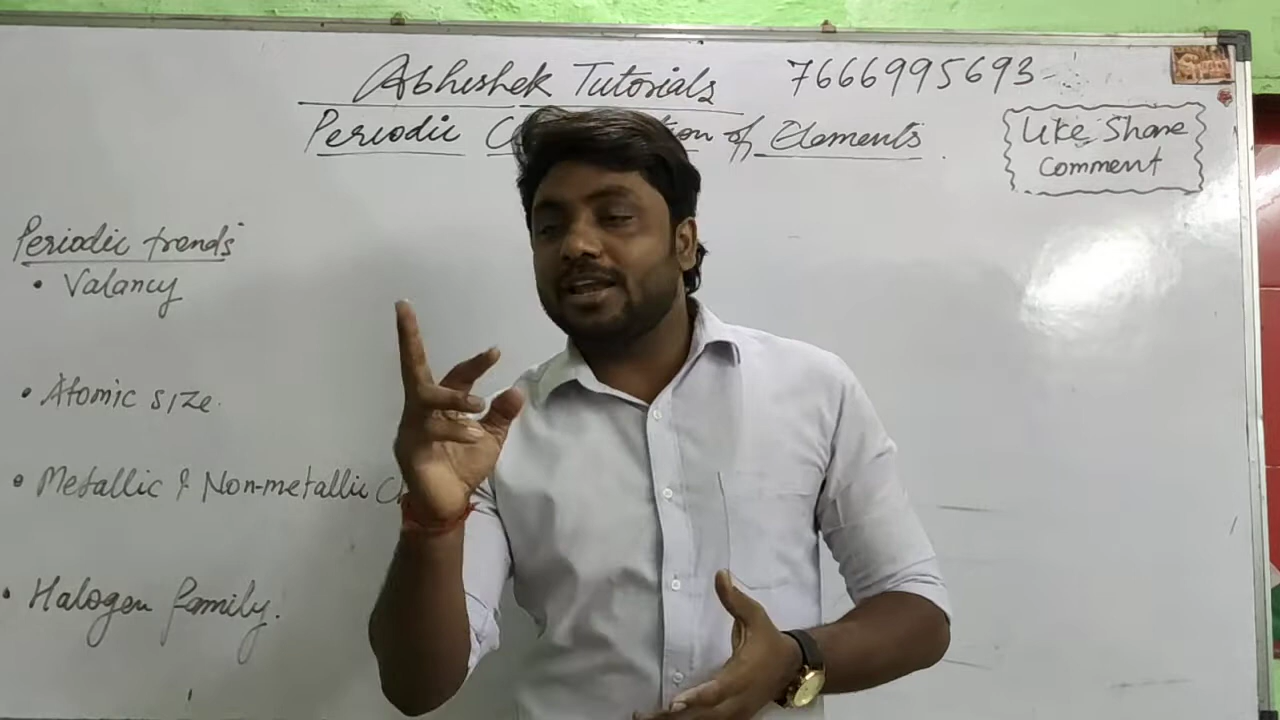 Abhishek Tutorials 7666995693
Periodic of Elements
Like Share
Comment
Periodic trends
• Valancy
• Atomic size.
• Metallic & Non-metallic
• Halogen family.